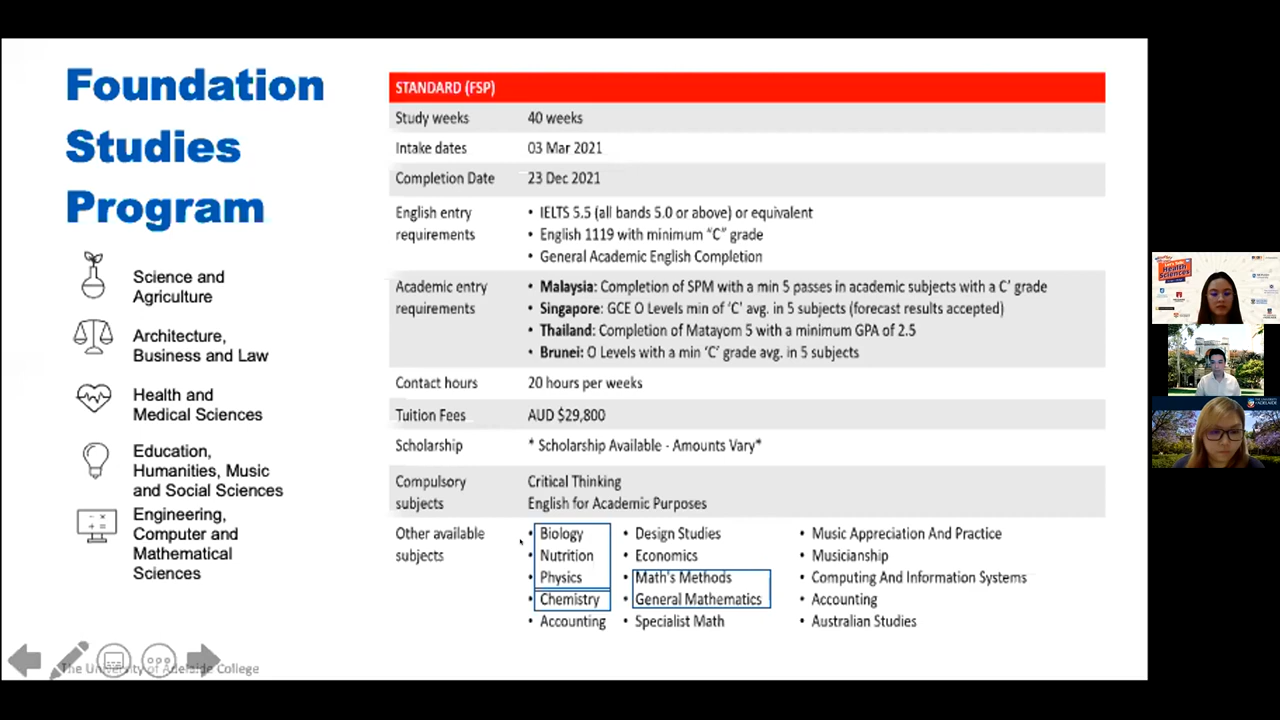 Foundation
Studies
Program
Science and
Agriculture
Architecture,
Business and Law
Health and
Medical Sciences
Education,
Humanities, Music
and Social Sciences
Engineering,
Computer and
Mathematical
Sciences
The University of Adelaide College
STANDARD (FSP)
Study weeks 40 weeks
Intake dates 03 Mar 2021
Completion Date 23 Dec 2021
English entry
requirements
• IELTS 5.5 (all bands 5.0 or above) or equivalent
• English 1119 with minimum “C” grade
• General Academic English Completion
Academic entry
requirements
• Malaysia: Completion of SPM with a min 5 passes in academic subjects with a C' grade
• Singapore: GCE O Levels min of ‘C’ avg. in 5 subjects (forecast results accepted)
• Thailand: Completion of Matayom 5 with a minimum GPA of 2.5
• Brunei: O Levels with a min ‘C’ grade avg. in 5 subjects
Contact hours 20 hours per weeks
Tuition Fees AUD $29,800
Scholarship * Scholarship Available - Amounts Vary*
Compulsory
subjects
Critical Thinking
English for Academic Purposes
Other available
subjects
• Biology
• Nutrition
• Physics
• Chemistry
• Accounting
• Design Studies
• Economics
• Math's Methods
• General Mathematics
• Specialist Math
• Music Appreciation And Practice
• Musicianship
• Computing And Information Systems
• Accounting
• Australian Studies
Health
Sciences